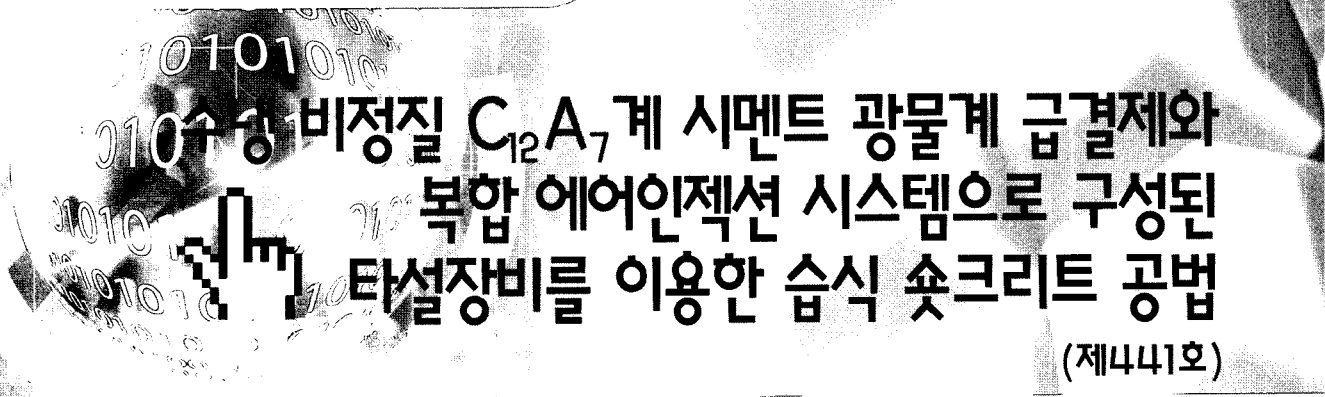 수생 비정질 C₁₂A₇계 시멘트 광물계 급결제와
복합 에어인젝션 시스템으로 구성된
타설장비를 이용한 습식 숏크리트 공법
(제441호)